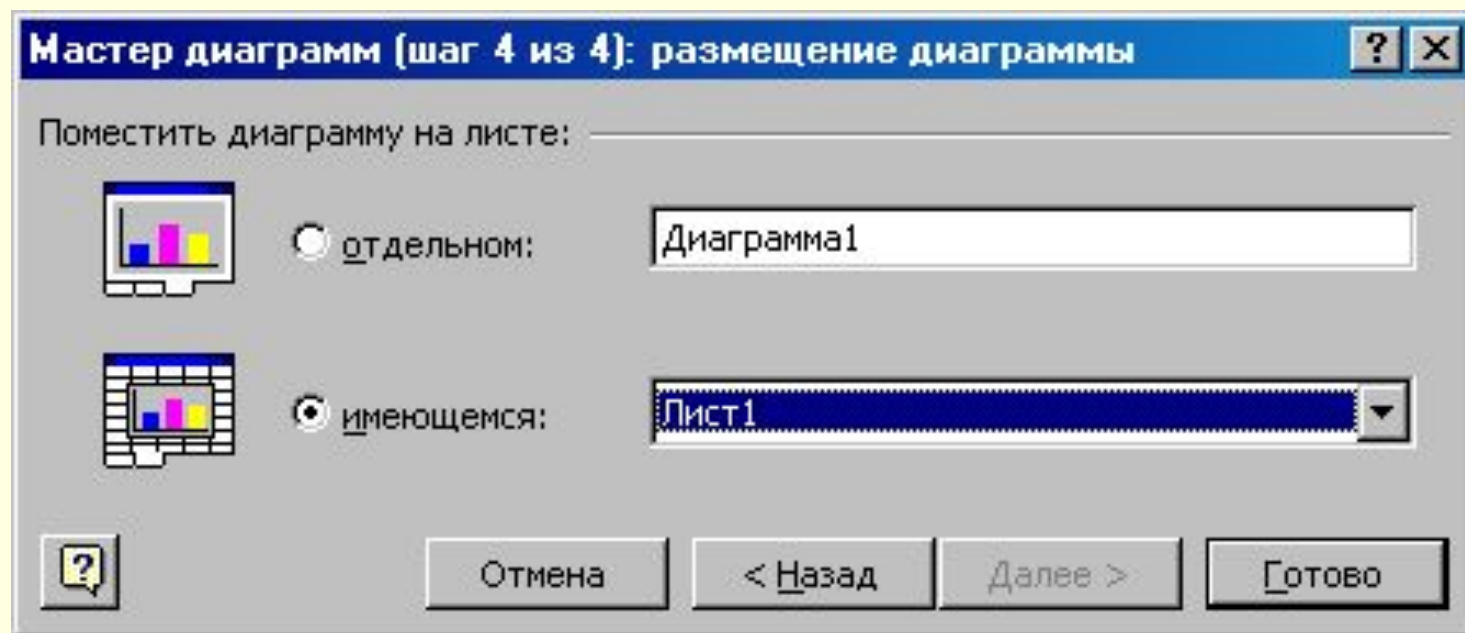 Мастер диаграмм (шаг 4 из 4): размещение диаграммы ? X
Поместить диаграмму на листе:
отдельном: Диаграмма1
имеющемся: Лист1
? Отмена < Назад Далее > Готово